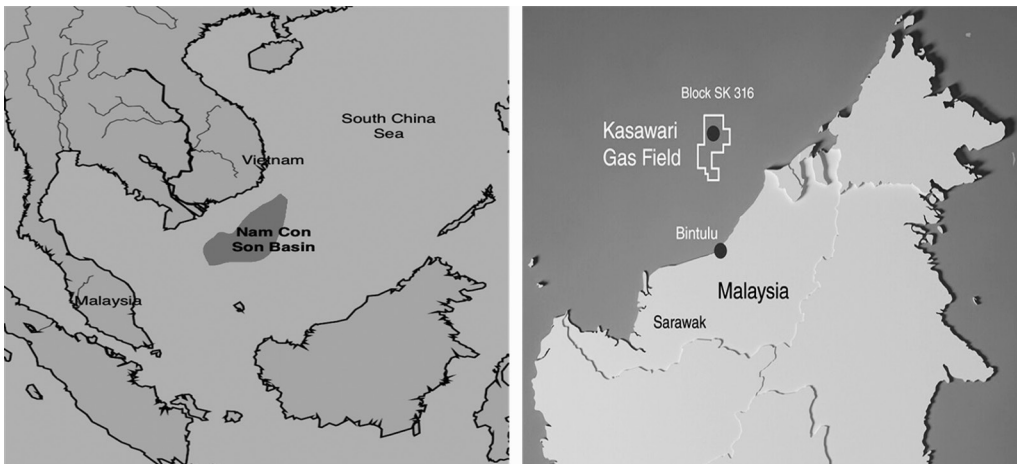 South China
Sea
Vietnam
Nam Con
Son Basin
Malaysia
Block SK 316
Kasawari
Gas Field
Bintulu
Malaysia
Sarawak